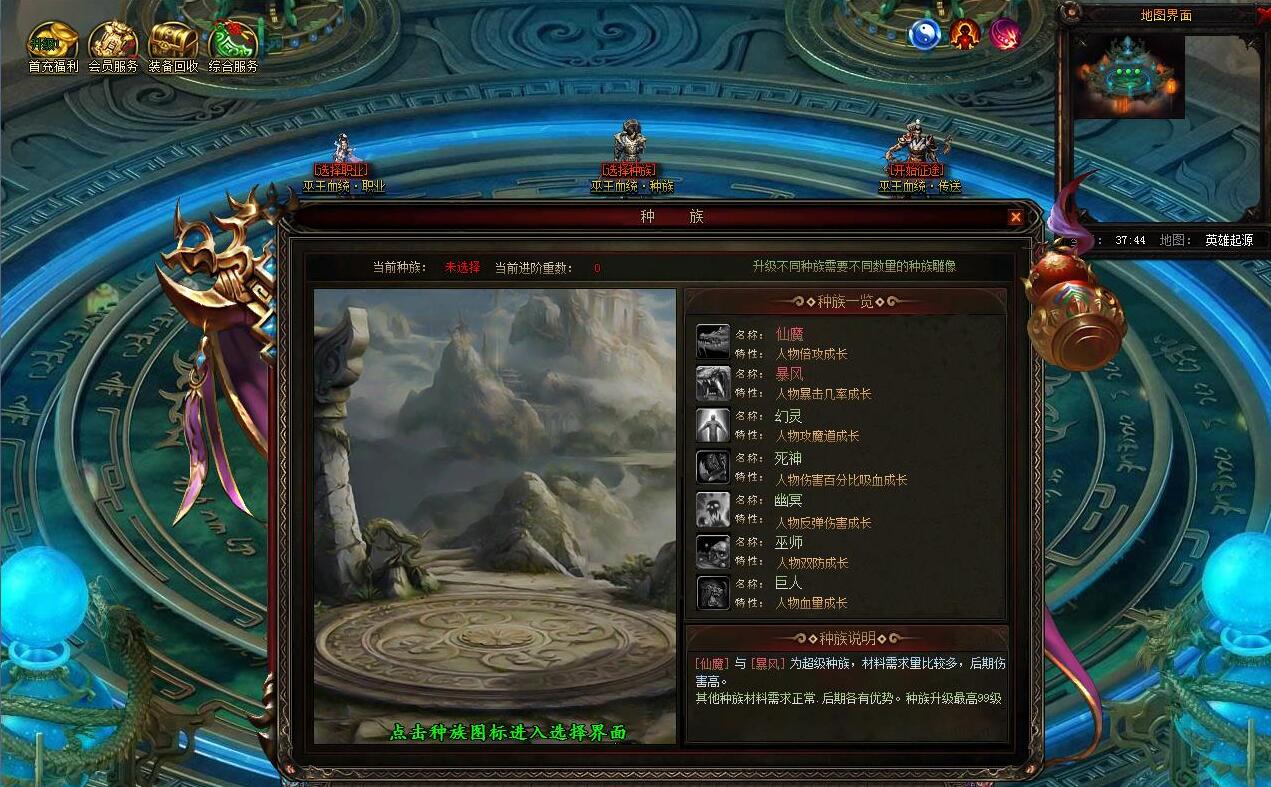 地图界面
升级
首充福利 会员服务 装备回收 综合服务
[选择职业] [选择种族] [开始征途]
巫王血统·职业 巫王血统·种族 巫王血统·传送
种 族
: 37:44 地图: 英雄起源
当前种族: 未选择 当前进阶重数: 0 升级不同种族需要不同数量的种族雕像
种族一览
名称: 仙魔
特性: 人物倍攻成长
名称: 暴风
特性: 人物暴击几率成长
名称: 幻灵
特性: 人物攻魔道成长
名称: 死神
特性: 人物伤害百分比吸血成长
名称: 幽冥
特性: 人物反弹伤害成长
名称: 巫师
特性: 人物双防成长
名称: 巨人
特性: 人物血量成长
种族说明
[仙魔] 与 [暴风] 为超级种族，材料需求量比较多，后期伤
害高。
其他种族材料需求正常.后期各有优势。种族升级最高99级
点击种族图标进入选择界面